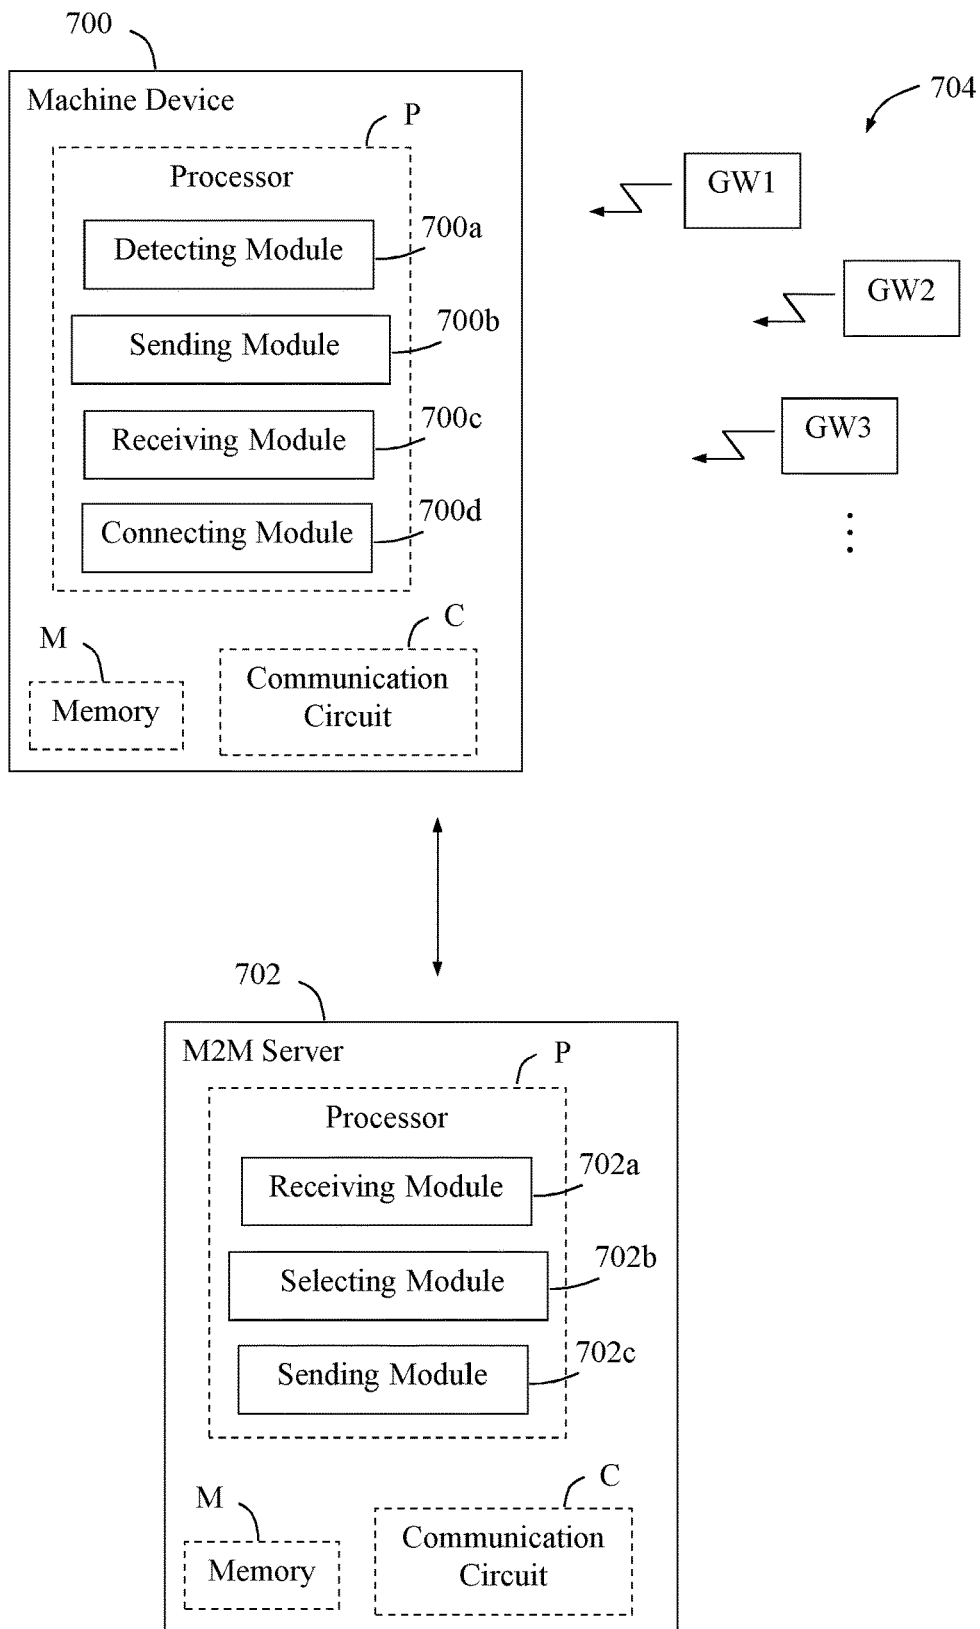 700
Machine Device
704
P
Processor
GW1
Detecting Module
700a
GW2
Sending Module
700b
Receiving Module
700c
GW3
Connecting Module
700d
M
C
Memory
Communication
Circuit
702
M2M Server
P
Processor
Receiving Module
702a
Selecting Module
702b
Sending Module
702c
M
C
Memory
Communication
Circuit